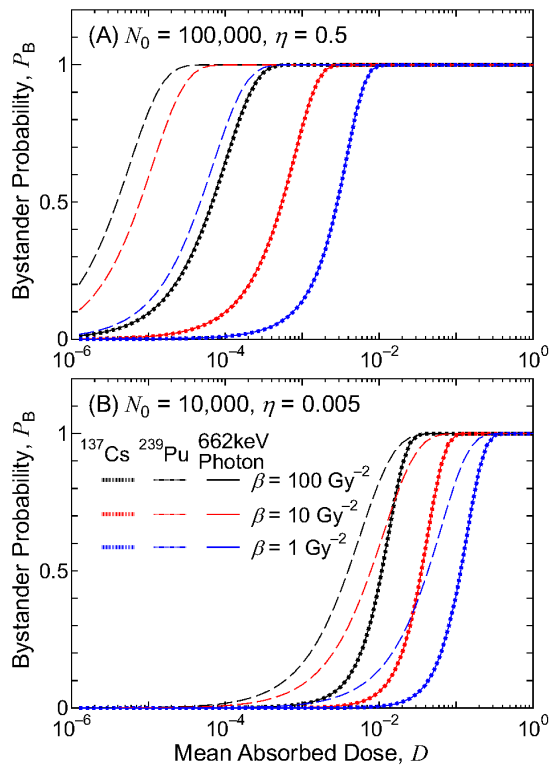 (A) N₀ = 100,000, η = 0.5
Bystander Probability, P_B
1
0.5
0
10⁻⁶ 10⁻⁴ 10⁻² 10⁰
(B) N₀ = 10,000, η = 0.005
Bystander Probability, P_B
1
0.5
0
¹³⁷Cs ²³⁹Pu 662keV Photon
β = 100 Gy⁻²
β = 10 Gy⁻²
β = 1 Gy⁻²
10⁻⁶ 10⁻⁴ 10⁻² 10⁰
Mean Absorbed Dose, D